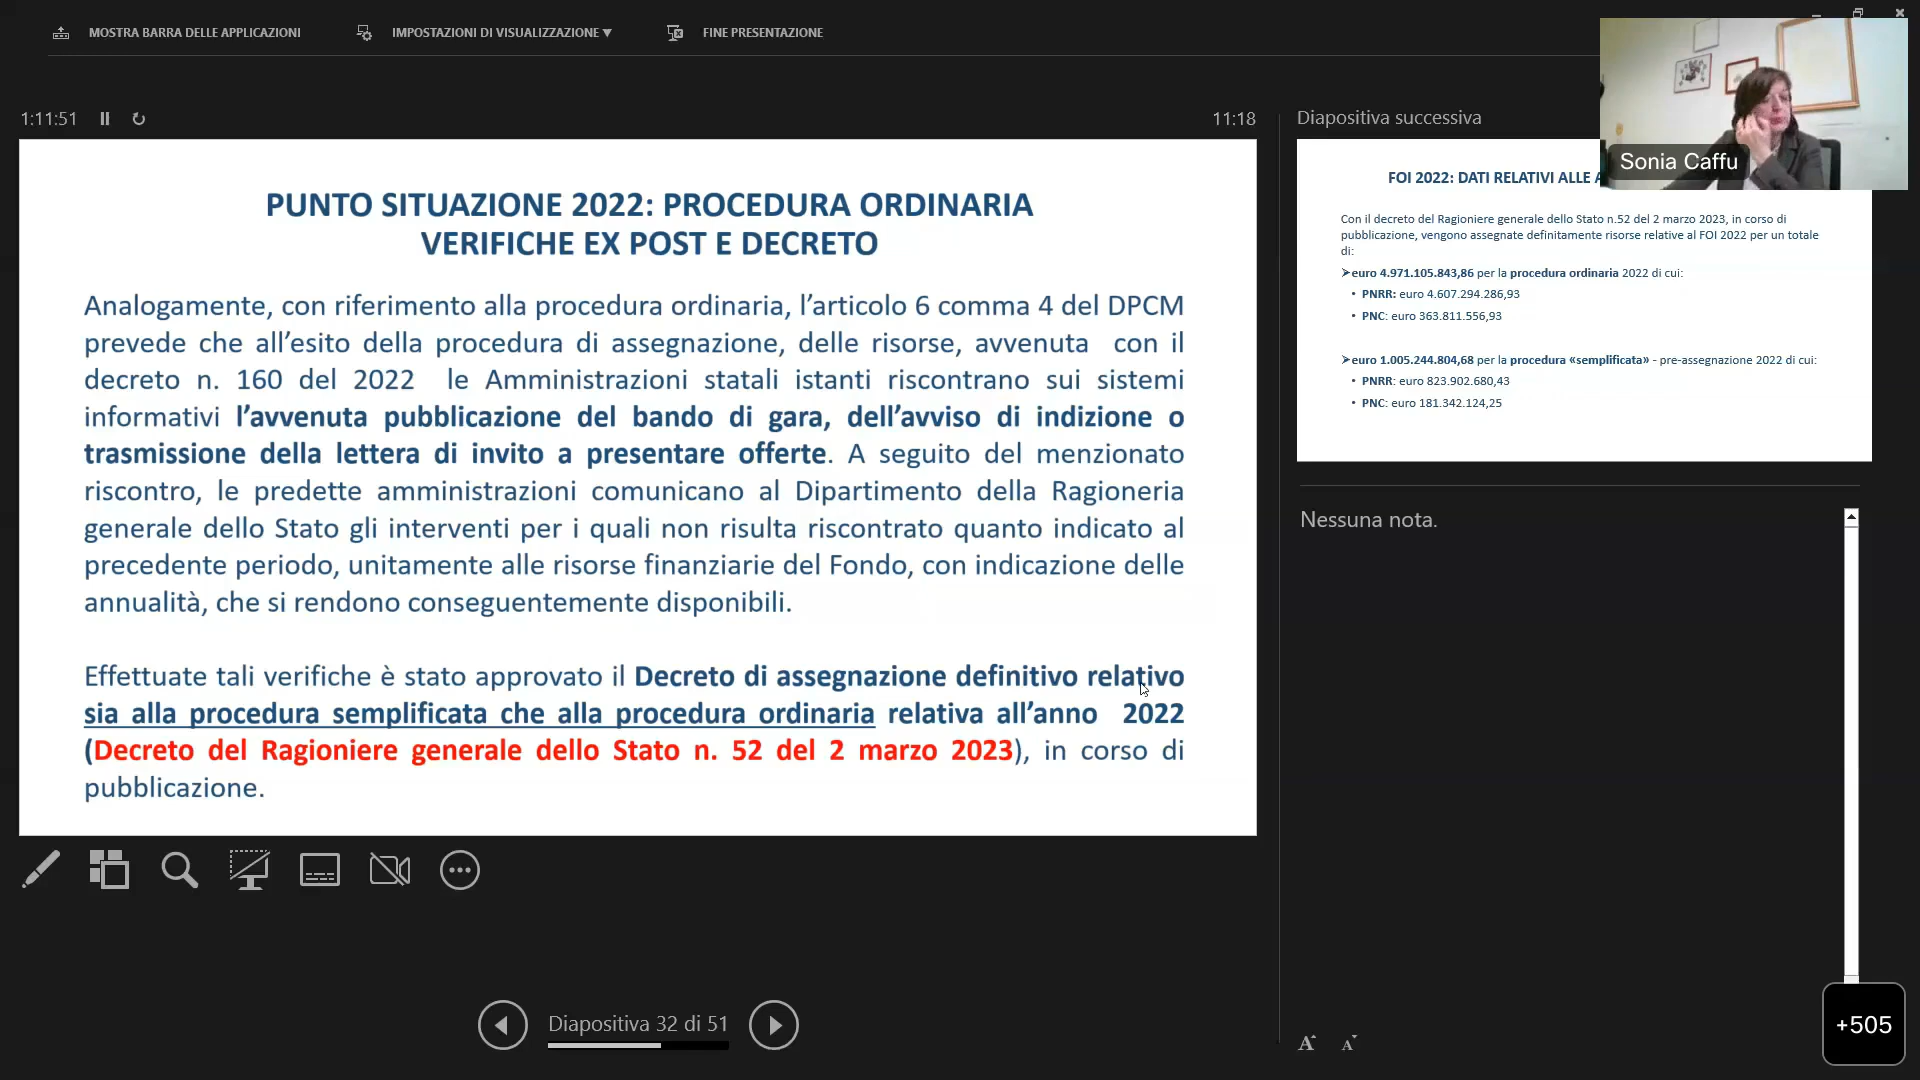 MOSTRA BARRA DELLE APPLICAZIONI
IMPOSTAZIONI DI VISUALIZZAZIONE ▼
FINE PRESENTAZIONE
1:11:51
11:18
PUNTO SITUAZIONE 2022: PROCEDURA ORDINARIA
VERIFICHE EX POST E DECRETO
Analogamente, con riferimento alla procedura ordinaria, l’articolo 6 comma 4 del DPCM
prevede che all’esito della procedura di assegnazione, delle risorse, avvenuta con il
decreto n. 160 del 2022 le Amministrazioni statali istanti riscontrano sui sistemi
informativi l’avvenuta pubblicazione del bando di gara, dell’avviso di indizione o
trasmissione della lettera di invito a presentare offerte. A seguito del menzionato
riscontro, le predette amministrazioni comunicano al Dipartimento della Ragioneria
generale dello Stato gli interventi per i quali non risulta riscontrato quanto indicato al
precedente periodo, unitamente alle risorse finanziarie del Fondo, con indicazione delle
annualità, che si rendono conseguentemente disponibili.
Effettuate tali verifiche è stato approvato il Decreto di assegnazione definitivo relativo
sia alla procedura semplificata che alla procedura ordinaria relativa all’anno 2022
(Decreto del Ragioniere generale dello Stato n. 52 del 2 marzo 2023), in corso di
pubblicazione.
Diapositiva 32 di 51
Diapositiva successiva
Sonia Caffu
FOI 2022: DATI RELATIVI ALLE
Con il decreto del Ragioniere generale dello Stato n.52 del 2 marzo 2023, in corso di
pubblicazione, vengono assegnate definitamente risorse relative al FOI 2022 per un totale
di:
➢euro 4.971.105.843,86 per la procedura ordinaria 2022 di cui:
• PNRR: euro 4.607.294.286,93
• PNC: euro 363.811.556,93
➢euro 1.005.244.804,68 per la procedura «semplificata» - pre-assegnazione 2022 di cui:
• PNRR: euro 823.902.680,43
• PNC: euro 181.342.124,25
Nessuna nota.
A A
+505